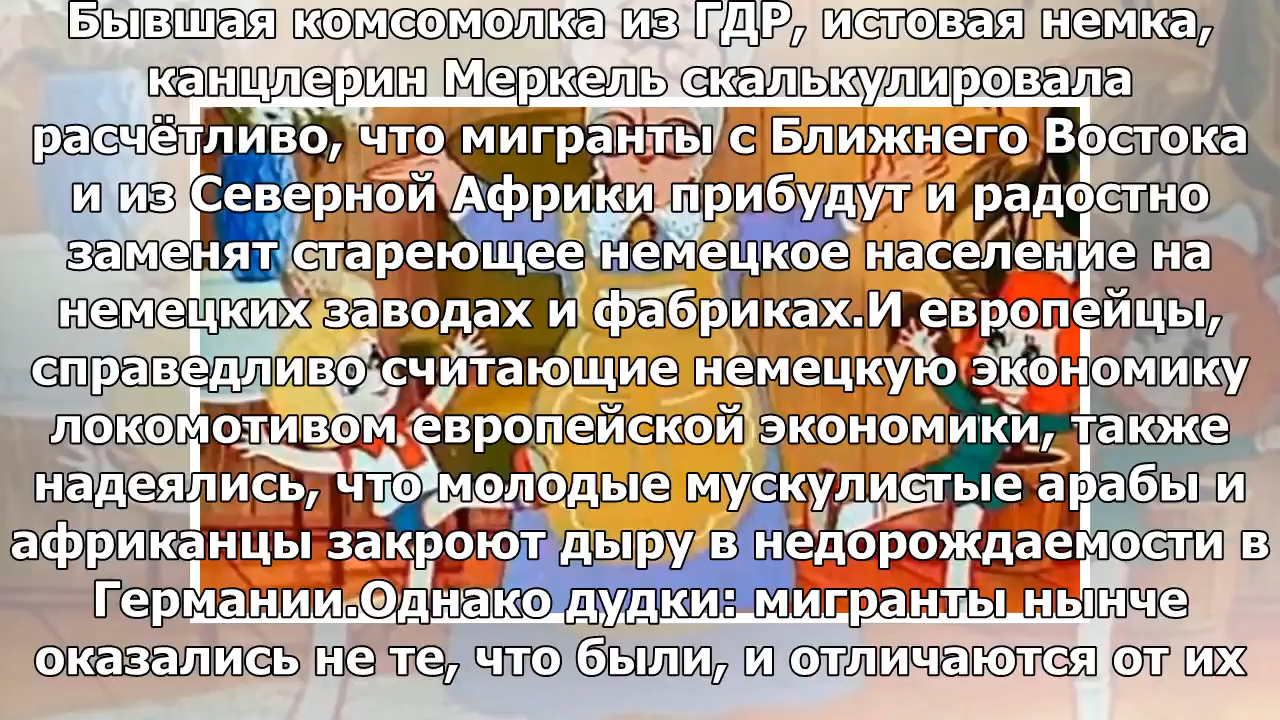 Бывшая комсомолка из ГДР, истовая немка,
канцлерин Меркель скалькулировала
расчётливо, что мигранты с Ближнего Востока
и из Северной Африки прибудут и радостно
заменят стареющее немецкое население на
немецких заводах и фабриках.И европейцы,
справедливо считающие немецкую экономику
локомотивом европейской экономики, также
надеялись, что молодые мускулистые арабы и
африканцы закроют дыру в недорождаемости в
Германии.Однако дудки: мигранты нынче
оказались не те, что были, и отличаются от их